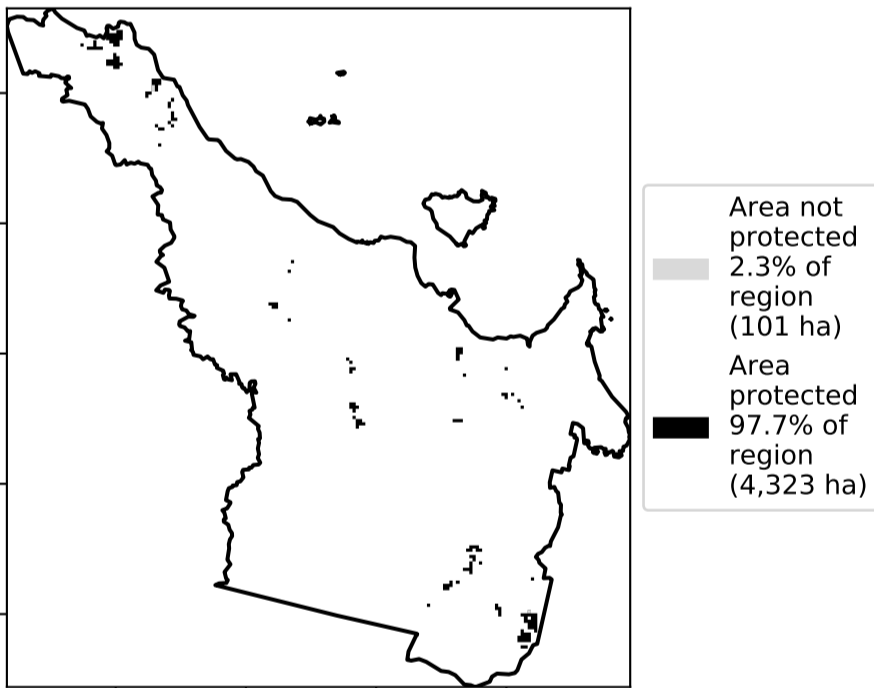 Area not
protected
2.3% of
region
(101 ha)
Area
protected
97.7% of
region
(4,323 ha)